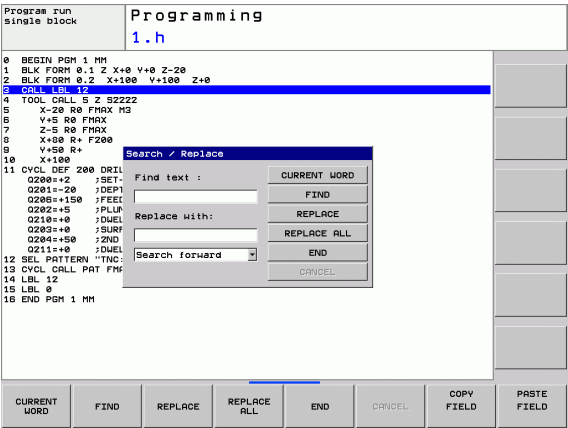 Program run
single block
Programming
1.h
0 BEGIN PGM 1 MM
1 BLK FORM 0.1 Z X+0 Y+0 Z-20
2 BLK FORM 0.2 X+100 Y+100 Z+0
3 CALL LBL 12
4 TOOL CALL 5 Z S2222
5 X-20 R0 FMAX M3
6 Y+5 R0 FMAX
7 Z-5 R0 FMAX
8 X+80 R+ F200
9 Y+50 R+
10 X+100
11 CYCL DEF 200 DRIL
Q200=+2 ;SET-
Q201=-20 ;DEPT
Q206=+150 ;FEED
Q202=+5 ;PLUN
Q210=+0 ;DWEL
Q203=+0 ;SURF
Q204=+50 ;2ND
Q211=+0 ;DWEL
12 SEL PATTERN "TNC:
13 CYCL CALL PAT FMA
14 LBL 12
15 LBL 0
16 END PGM 1 MM
Search / Replace
Find text :
Replace with:
Search forward
CURRENT WORD
FIND
REPLACE
REPLACE ALL
END
CANCEL
CURRENT
WORD
FIND
REPLACE
REPLACE
ALL
END
CANCEL
COPY
FIELD
PASTE
FIELD